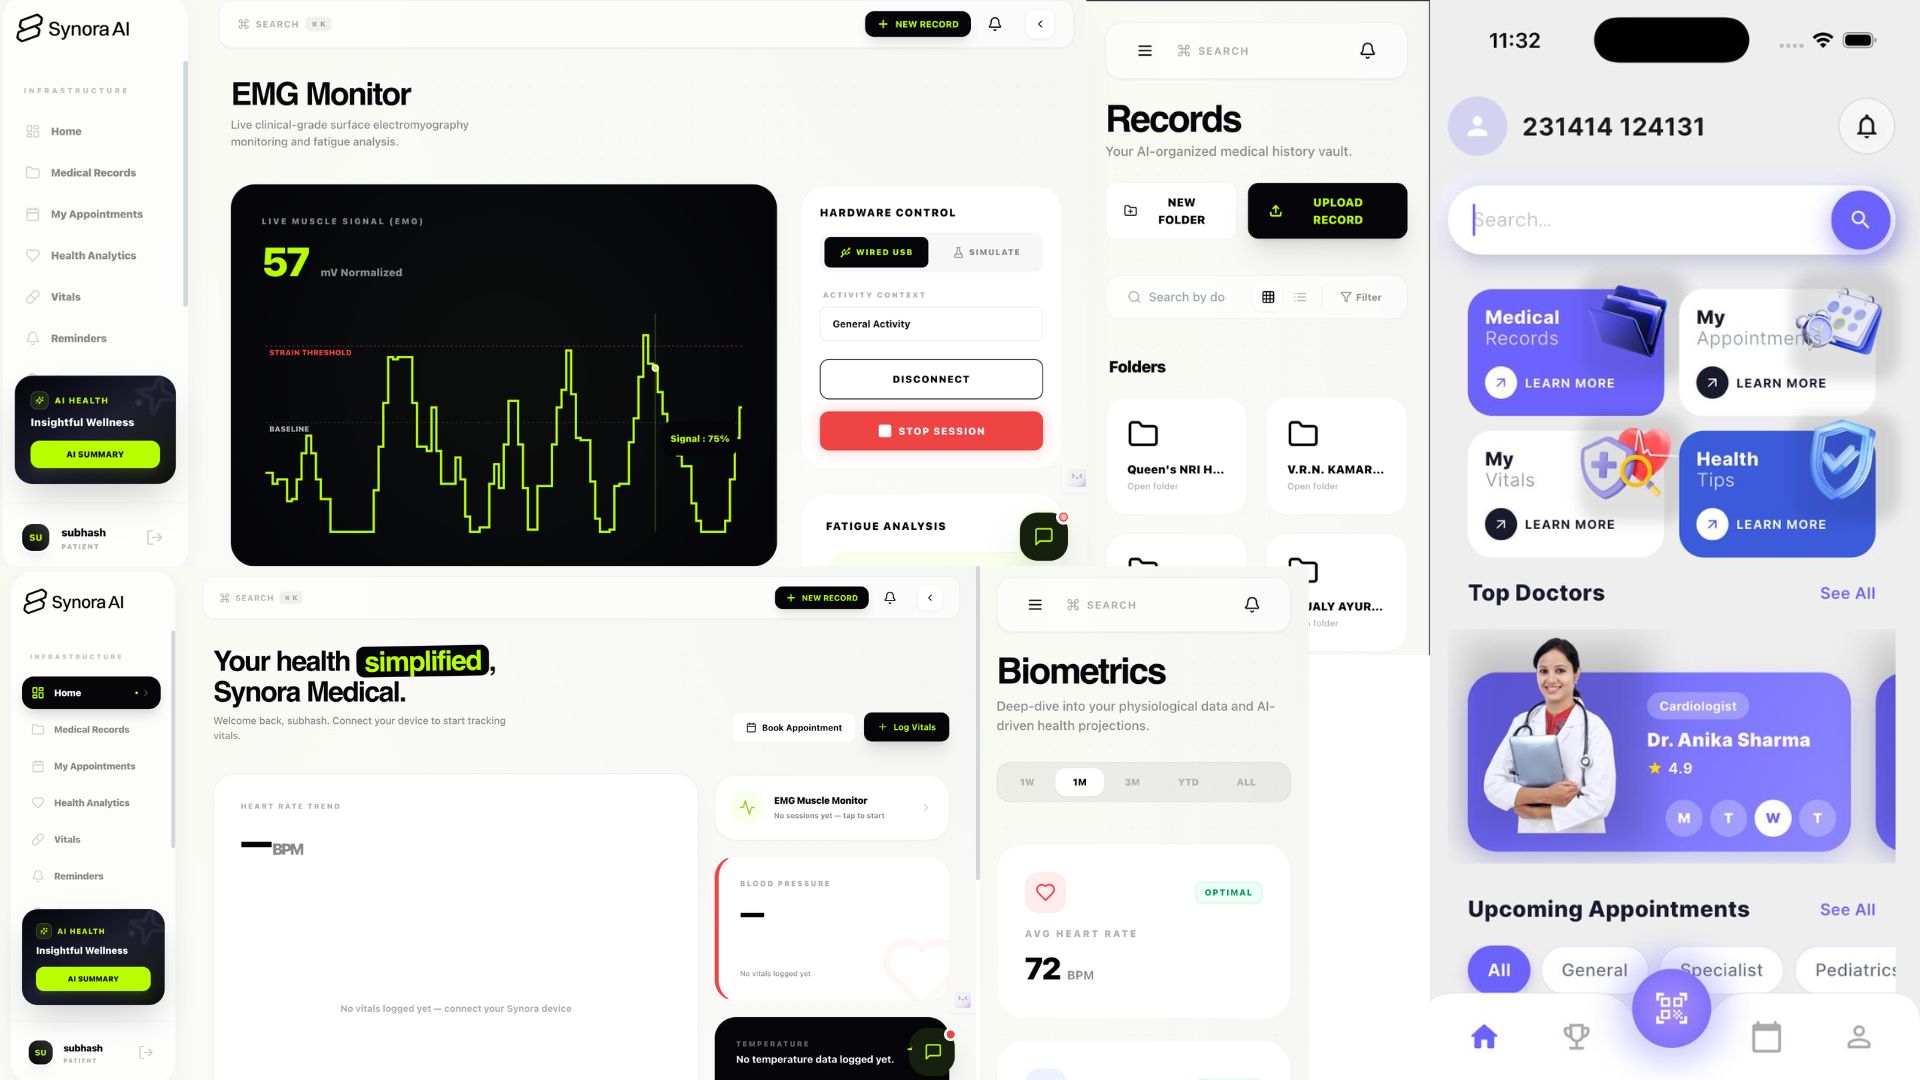 Synora AI
INFRASTRUCTURE
Home
Medical Records
My Appointments
Health Analytics
Vitals
Reminders
AI HEALTH
Insightful Wellness
AI SUMMARY
SU
subhash
PATIENT
⌘ SEARCH ⌘ K
+ NEW RECORD
EMG Monitor
Live clinical-grade surface electromyography
monitoring and fatigue analysis.
LIVE MUSCLE SIGNAL (EMG)
57 mV Normalized
STRAIN THRESHOLD
BASELINE
Signal : 75%
HARDWARE CONTROL
WIRED USB
SIMULATE
ACTIVITY CONTEXT
General Activity
DISCONNECT
STOP SESSION
FATIGUE ANALYSIS
⌘ SEARCH
Records
Your AI-organized medical history vault.
NEW
FOLDER
UPLOAD
RECORD
Search by do
Filter
Folders
Queen's NRI H...
Open folder
V.R.N. KAMAR...
Open folder
UALY AYUR...
folder
11:32
231414 124131
Search...
Medical
Records
LEARN MORE
My
Appointments
LEARN MORE
My
Vitals
LEARN MORE
Health
Tips
LEARN MORE
Top Doctors
See All
Cardiologist
Dr. Anika Sharma
4.9
M T W T
Upcoming Appointments
See All
All
General
Specialist
Pediatrics
Synora AI
INFRASTRUCTURE
Home
Medical Records
My Appointments
Health Analytics
Vitals
Reminders
AI HEALTH
Insightful Wellness
AI SUMMARY
SU
subhash
PATIENT
⌘ SEARCH ⌘ K
+ NEW RECORD
Your health simplified,
Synora Medical.
Welcome back, subhash. Connect your device to start tracking
vitals.
Book Appointment
+ Log Vitals
HEART RATE TREND
—BPM
No vitals logged yet — connect your Synora device
EMG Muscle Monitor
No sessions yet — tap to start
BLOOD PRESSURE
—
No vitals logged yet
TEMPERATURE
No temperature data logged yet.
⌘ SEARCH
Biometrics
Deep-dive into your physiological data and AI-
driven health projections.
1W
1M
3M
YTD
ALL
OPTIMAL
AVG HEART RATE
72 BPM